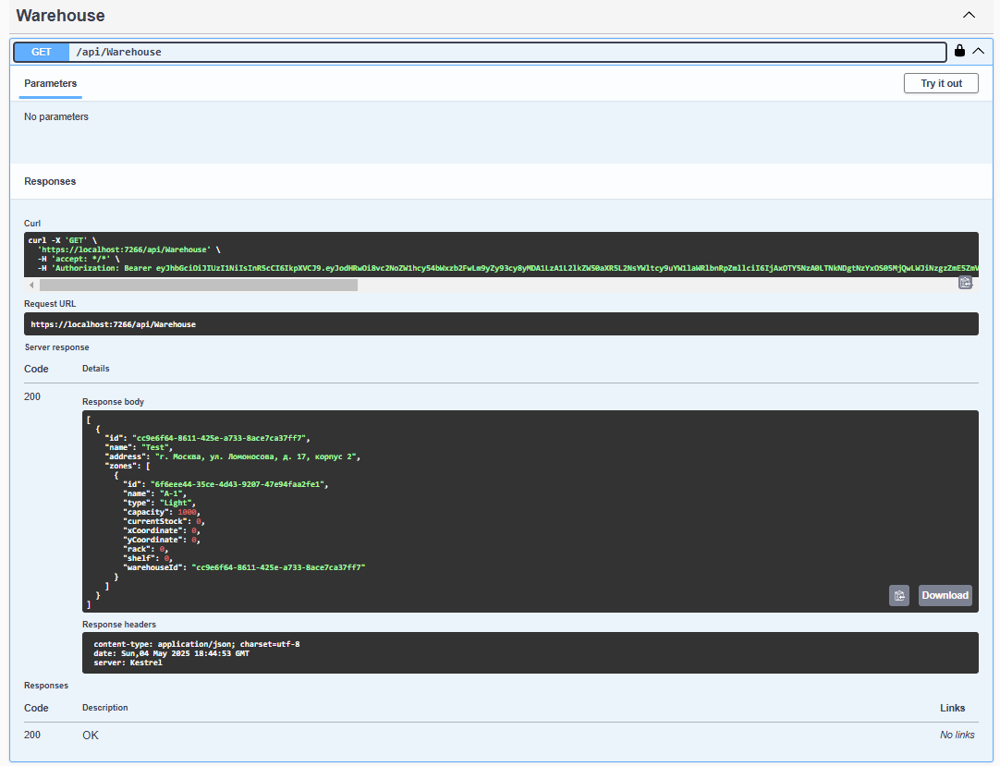 Warehouse
GET /api/Warehouse
Parameters
Try it out
No parameters
Responses
Curl
curl -X 'GET' \
'https://localhost:7266/api/Warehouse' \
-H 'accept: */*' \
-H 'Authorization: Bearer
Request URL
https://localhost:7266/api/Warehouse
Server response
Code Details
200
Response body
[
{
"id": "cc9e6f64-8611-425e-a733-8ace7ca37ff7",
"name": "Test",
"address": "г. Москва, ул. Ломоносова, д. 17, корпус 2",
"zones": [
{
"id": "6f6eee44-35ce-4d43-9207-47e94faa2fe1",
"name": "A-1",
"type": "Light",
"capacity": 1000,
"currentStock": 0,
"xCoordinate": 0,
"yCoordinate": 0,
"rack": 0,
"shelf": 0,
"warehouseId": "cc9e6f64-8611-425e-a733-8ace7ca37ff7"
}
]
}
]
Download
Response headers
content-type: application/json; charset=utf-8
date: Sun,04 May 2025 18:44:53 GMT
server: Kestrel
Responses
Code Description Links
200 OK No links